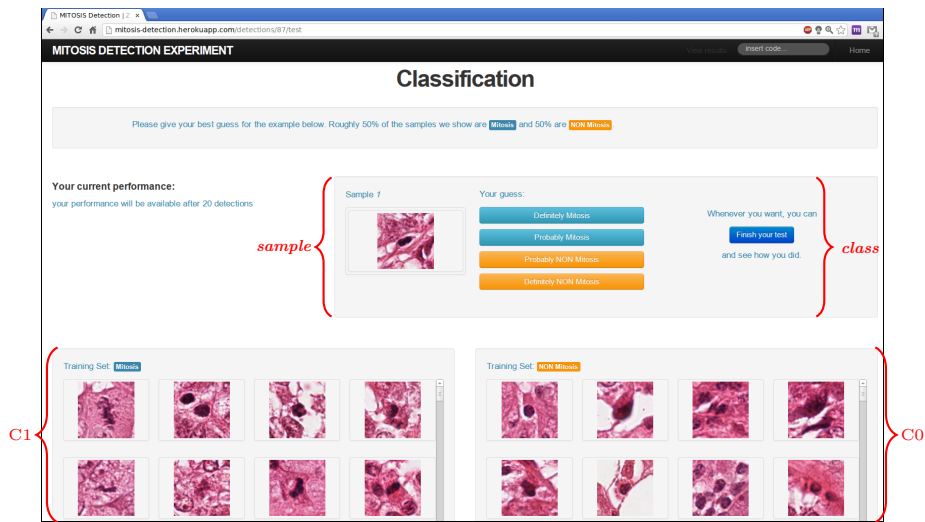 MITOSIS Detection | 2
mitosis-detection.herokuapp.com/detections/87/test
MITOSIS DETECTION EXPERIMENT
View results
insert code...
Home
Classification
Please give your best guess for the example below. Roughly 50% of the samples we show are Mitosis and 50% are NON Mitosis
Your current performance:
your performance will be available after 20 detections
sample
Sample 1
Your guess:
Definitely Mitosis
Probably Mitosis
Probably NON Mitosis
Definitely NON Mitosis
Whenever you want, you can
Finish your test
and see how you did.
class
C1
Training Set: Mitosis
Training Set: NON Mitosis
C0